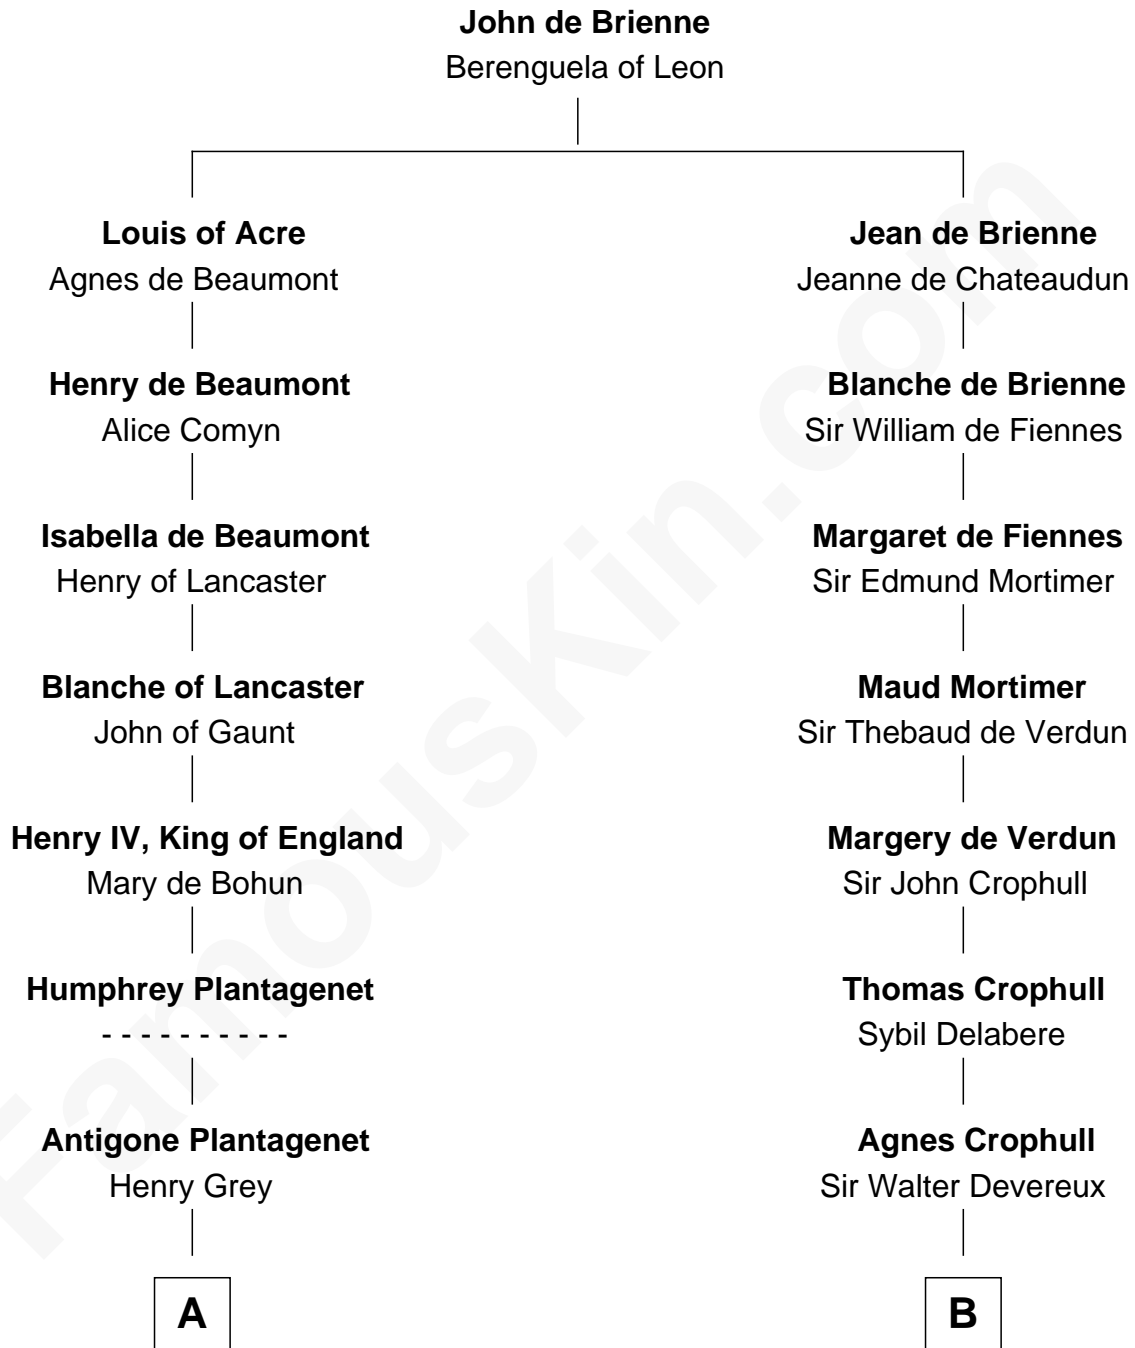 John de Brienne
Berenguela of Leon
Louis of Acre
Agnes de Beaumont
Jean de Brienne
Jeanne de Chateaudun
Henry de Beaumont
Alice Comyn
Blanche de Brienne
Sir William de Fiennes
Isabella de Beaumont
Henry of Lancaster
Margaret de Fiennes
Sir Edmund Mortimer
Blanche of Lancaster
John of Gaunt
Maud Mortimer
Sir Thebaud de Verdun
Henry IV, King of England
Mary de Bohun
Margery de Verdun
Sir John Crophull
Humphrey Plantagenet
- - - - - - - - - -
Thomas Crophull
Sybil Delabere
Antigone Plantagenet
Henry Grey
Agnes Crophull
Sir Walter Devereux
A
B
FamousKin.com